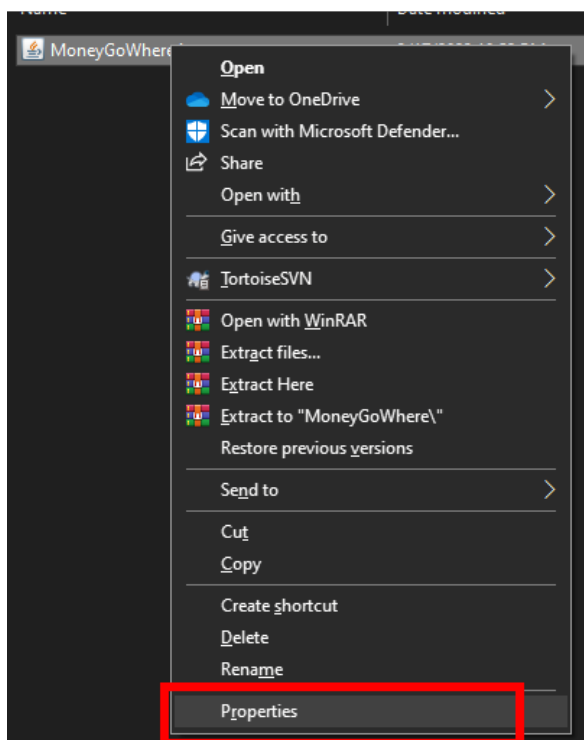 MoneyGoWhere
Open
Move to OneDrive
Scan with Microsoft Defender...
Share
Open with
Give access to
TortoiseSVN
Open with WinRAR
Extract files...
Extract Here
Extract to "MoneyGoWhere\"
Restore previous versions
Send to
Cut
Copy
Create shortcut
Delete
Rename
Properties